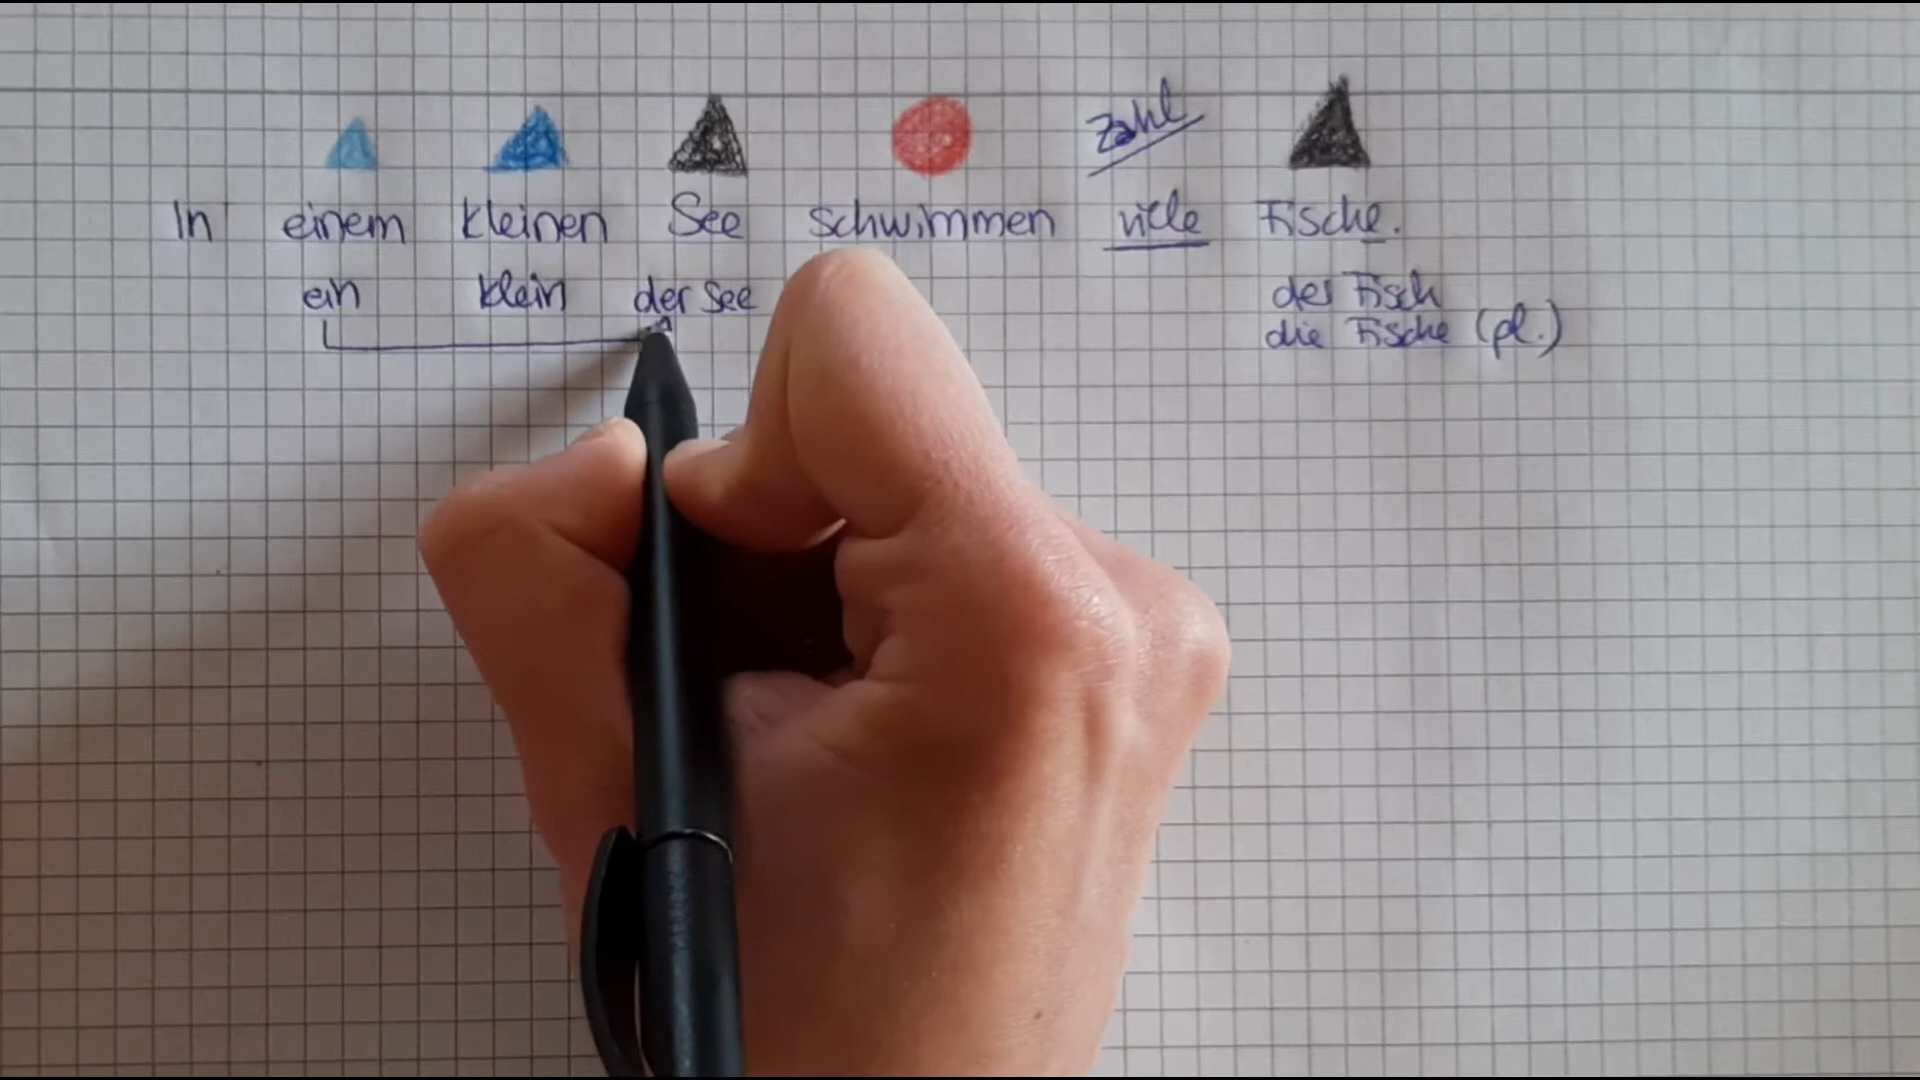 Zahl
In einem kleinen See schwimmen viele Fische.
ein klein der See der Fisch
die Fische (pl.)